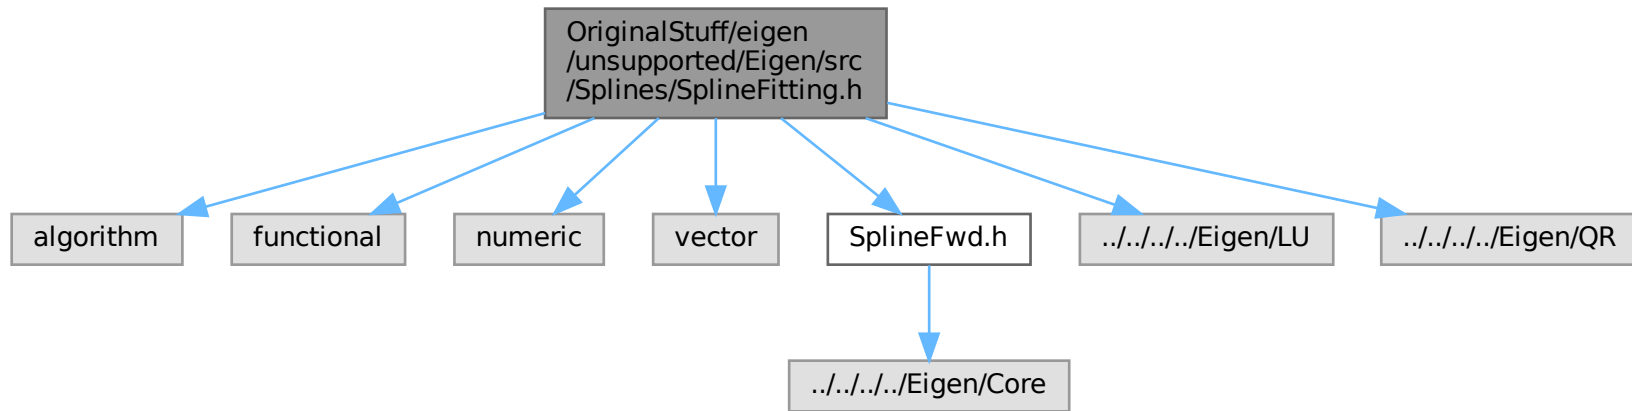 OriginalStuff/eigen
/unsupported/Eigen/src
/Splines/SplineFitting.h
algorithm
functional
numeric
vector
SplineFwd.h
../../../../Eigen/LU
../../../../Eigen/QR
../../../../Eigen/Core